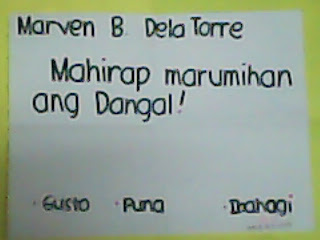 Marven B. Dela Torre
Mahirap marumihan
ang Dangal!
· Gusto · Puna · Ibahagi